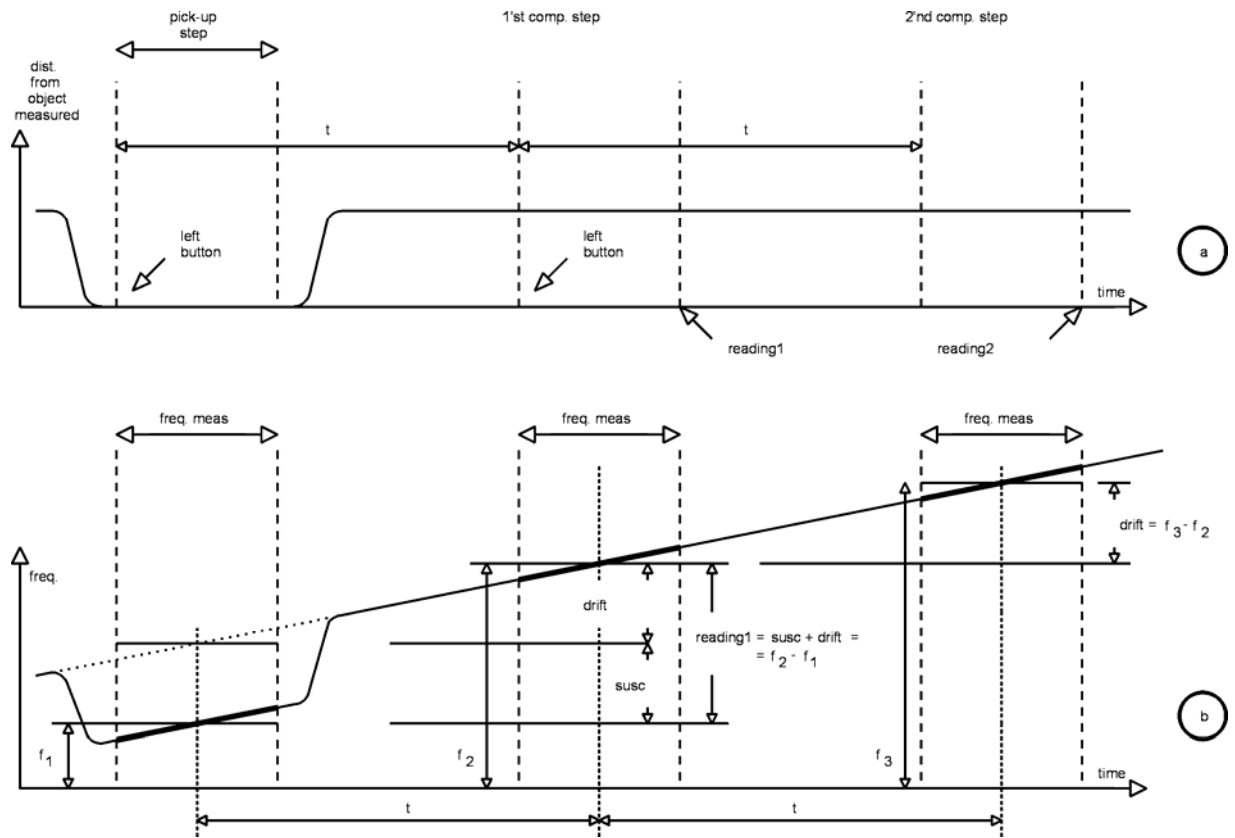 pick-up
step
1'st comp. step
2'nd comp. step
dist.
from
object
measured
t
t
left
button
left
button
a
time
reading1
reading2
freq. meas
freq. meas
freq. meas
freq.
drift
drift = f3 - f2
reading1 = susc + drift =
= f2 - f1
susc
b
f1
f2
f3
time
t
t